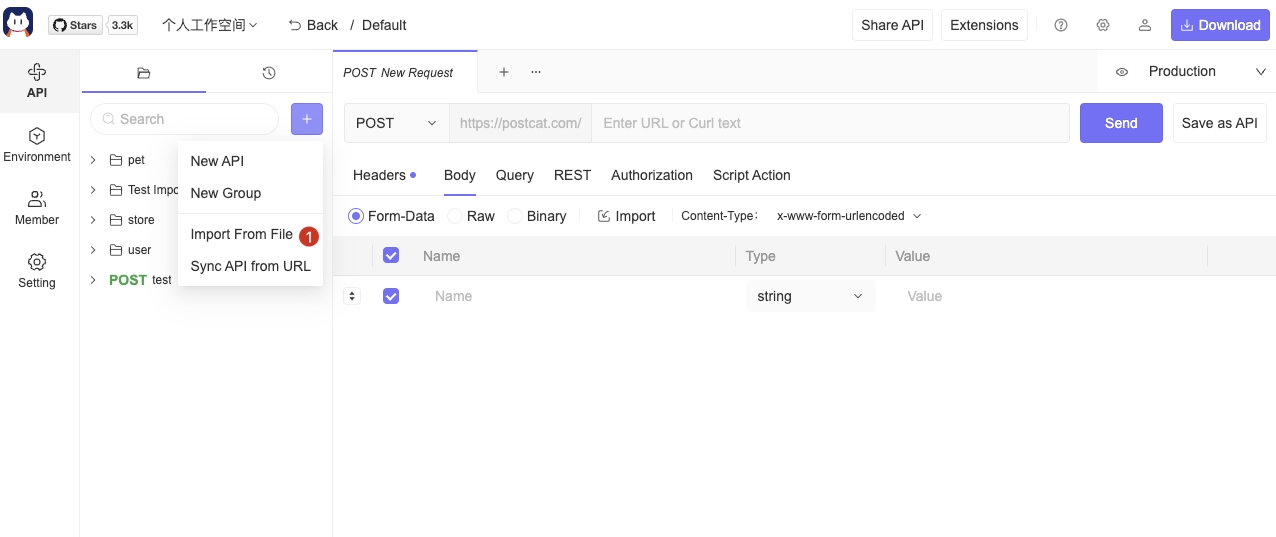 Stars 3.3k 个人工作空间 Back / Default Share API Extensions Download
API
Environment
Member
Setting
Search
pet
Test Impo
store
user
POST test
New API
New Group
Import From File 1
Sync API from URL
POST New Request + ... Production
POST https://postcat.com/ Enter URL or Curl text Send Save as API
Headers Body Query REST Authorization Script Action
Form-Data Raw Binary Import Content-Type: x-www-form-urlencoded
Name Type Value
Name string Value